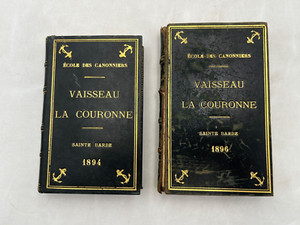 ÉCOLE DES CANONNIERS
VAISSEAU
LA COURONNE
SAINTE BARBE
1894
ÉCOLE DES CANONNIERS
VAISSEAU
LA COURONNE
SAINTE BARBE
1896